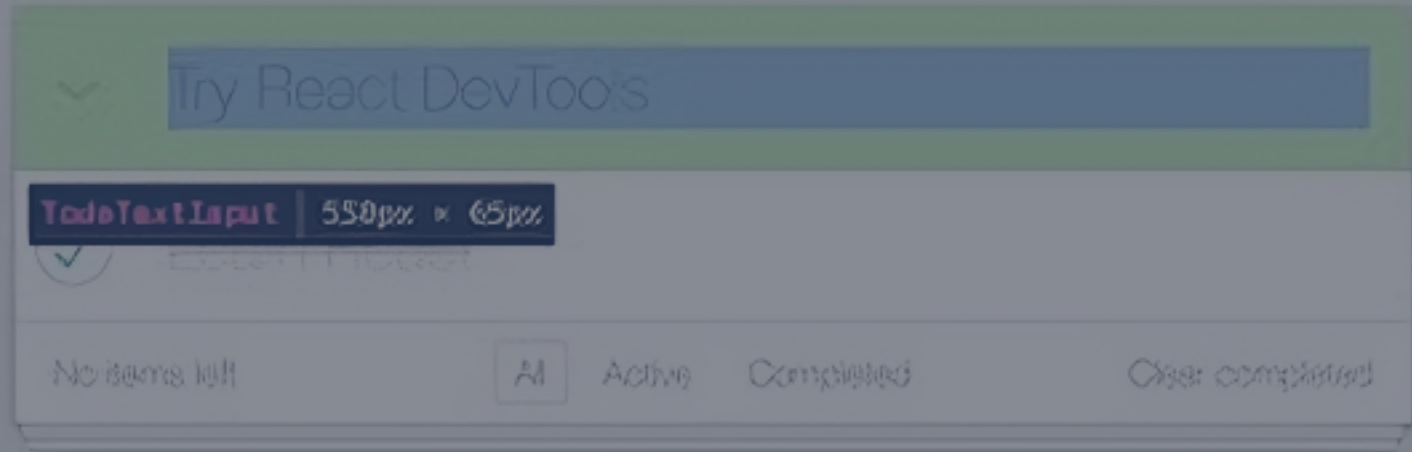 Try React DevTools
TodoTextInput | 550px × 65px
No items left
All Active Completed Clear completed